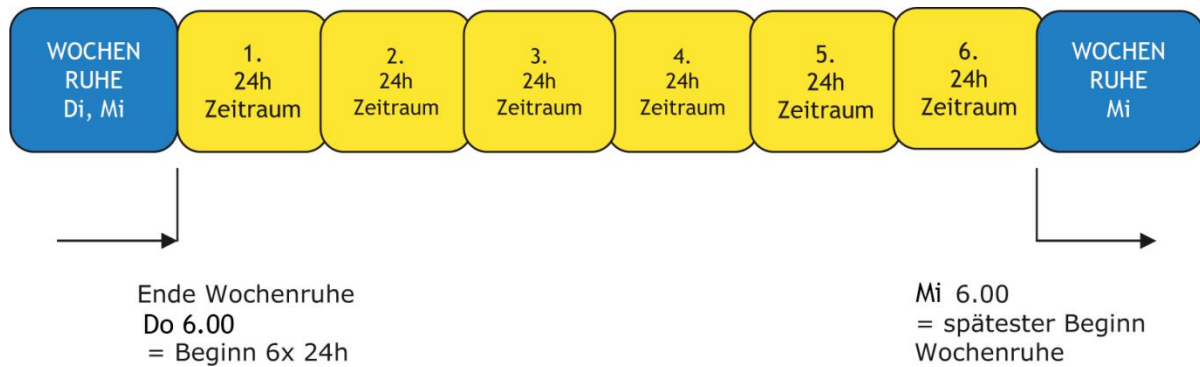 WOCHEN
RUHE
Di, Mi
1.
24h
Zeitraum
2.
24h
Zeitraum
3.
24h
Zeitraum
4.
24h
Zeitraum
5.
24h
Zeitraum
6.
24h
Zeitraum
WOCHEN
RUHE
Mi
Ende Wochenruhe
Do 6.00
= Beginn 6x 24h
Mi 6.00
= spätester Beginn
Wochenruhe